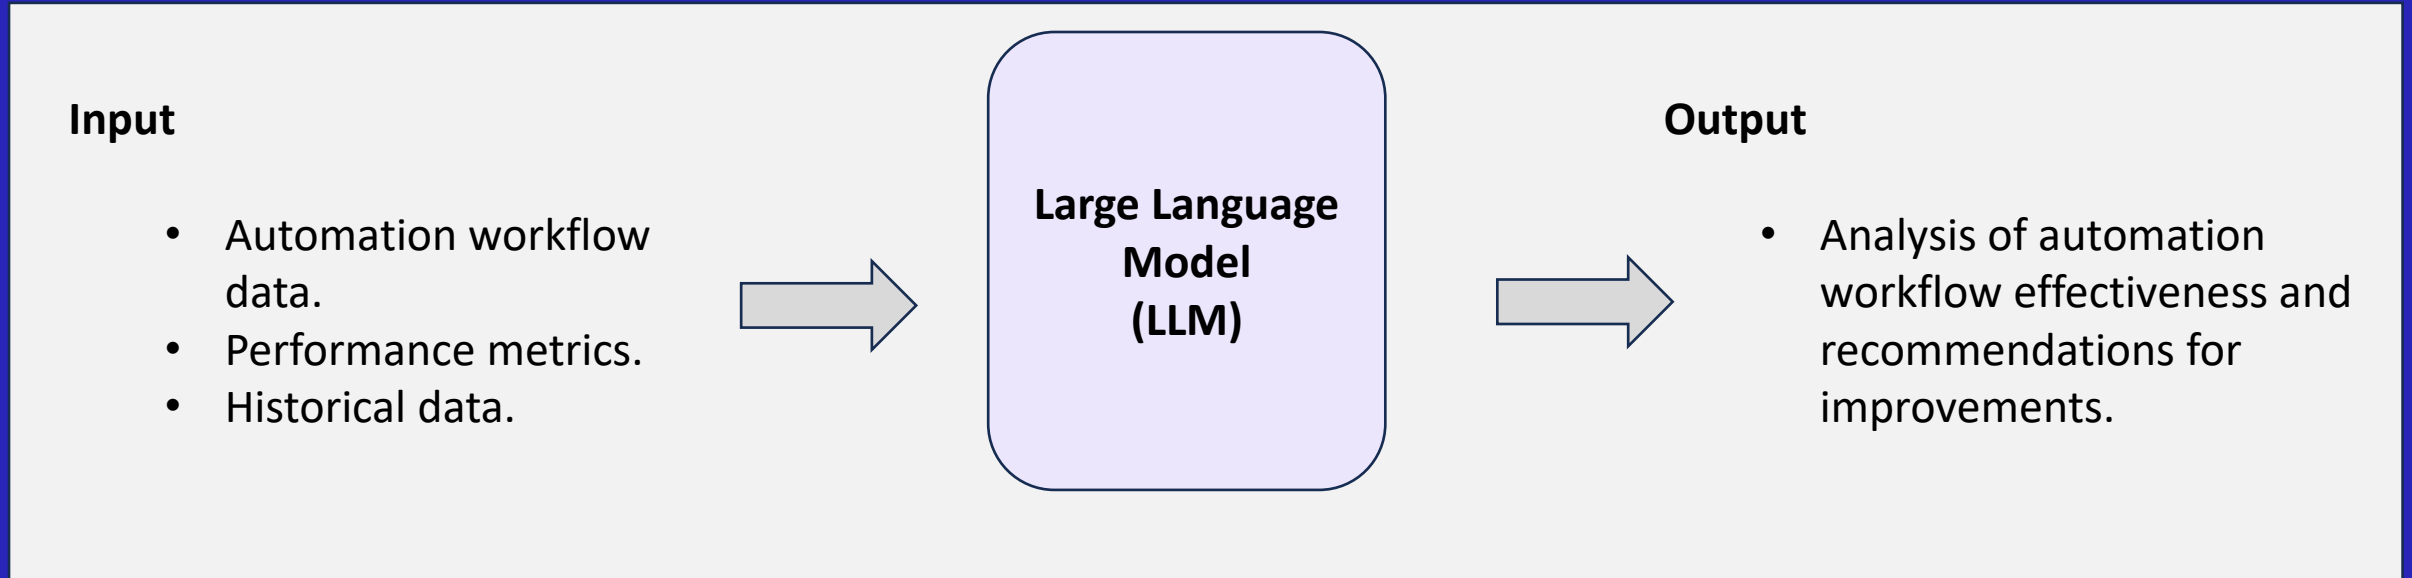 Input
• Automation workflow
data.
• Performance metrics.
• Historical data.
Large Language
Model
(LLM)
Output
• Analysis of automation
workflow effectiveness and
recommendations for
improvements.